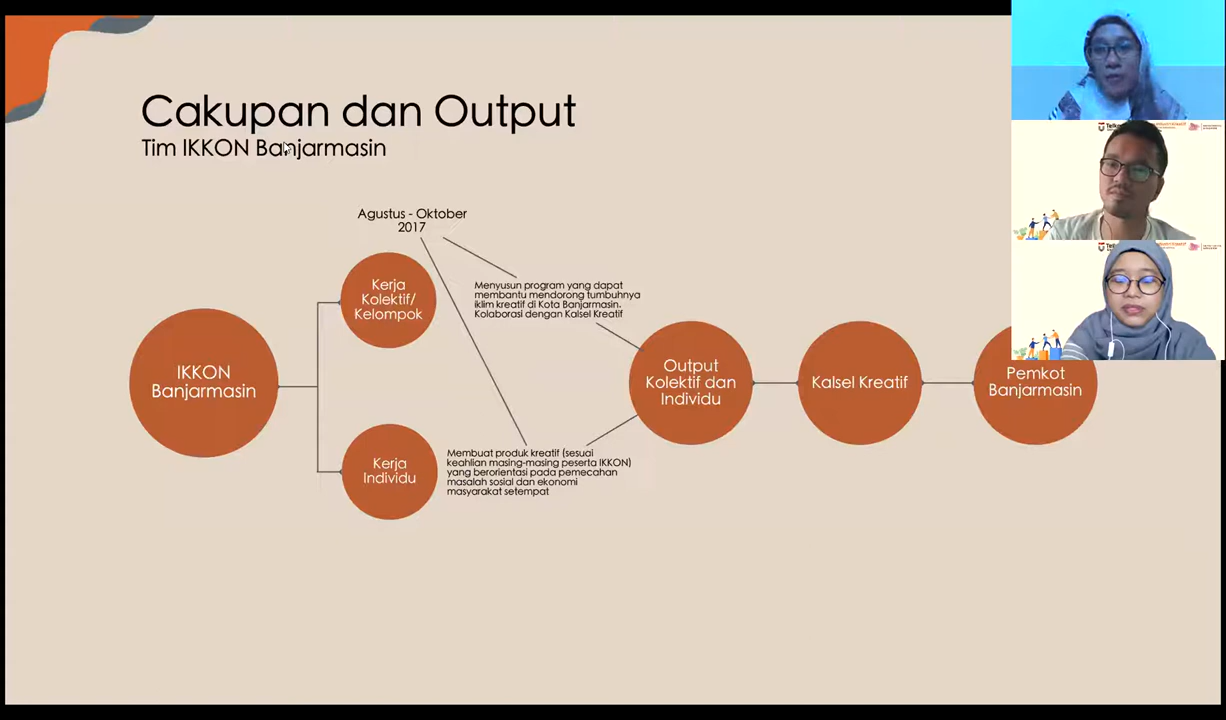 Cakupan dan Output
Tim IKKON Banjarmasin
Agustus - Oktober
2017
Kerja
Kolektif/
Kelompok
Menyusun program yang dapat
membantu mendorong tumbuhnya
iklim kreatif di Kota Banjarmasin.
Kolaborasi dengan Kalsel Kreatif
IKKON
Banjarmasin
Output
Kolektif dan
Individu
Kalsel Kreatif
Pemkot
Banjarmasin
Kerja
Individu
Membuat produk kreatif (sesuai
keahlian masing-masing peserta IKKON)
yang berorientasi pada pemecahan
masalah sosial dan ekonomi
masyarakat setempat